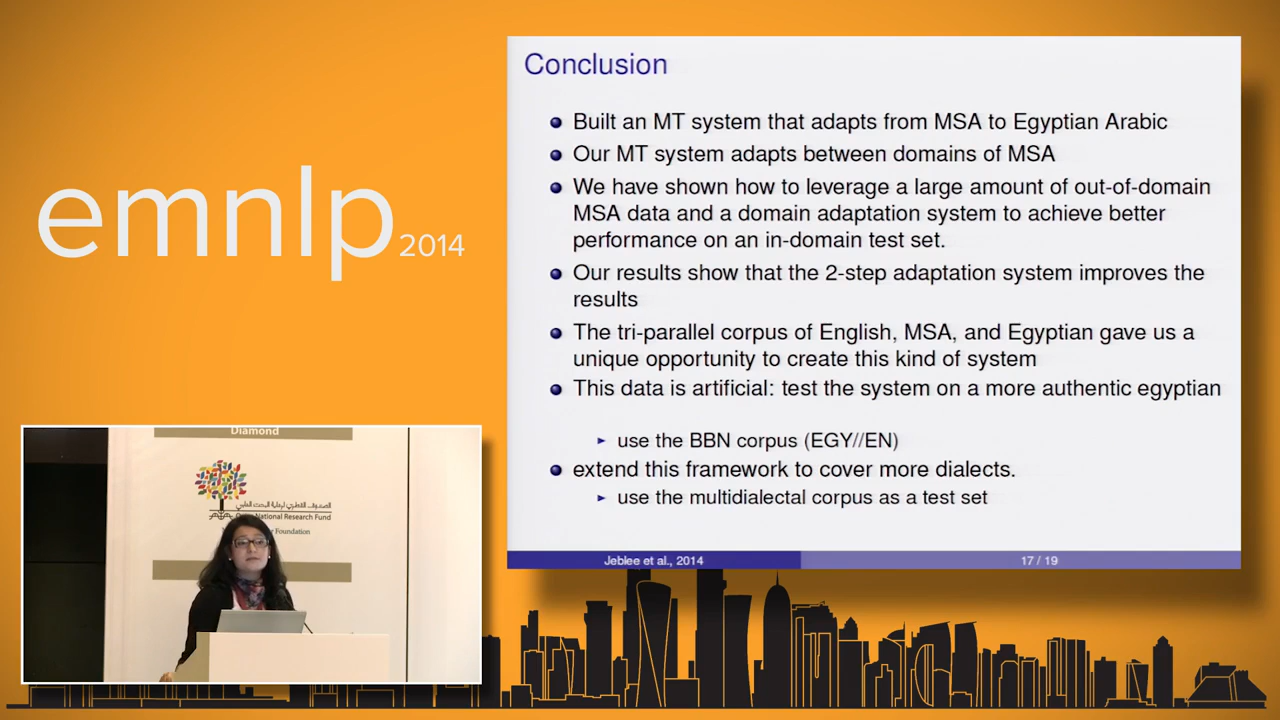 emnlp 2014
Conclusion
Built an MT system that adapts from MSA to Egyptian Arabic
Our MT system adapts between domains of MSA
We have shown how to leverage a large amount of out-of-domain
MSA data and a domain adaptation system to achieve better
performance on an in-domain test set.
Our results show that the 2-step adaptation system improves the
results
The tri-parallel corpus of English, MSA, and Egyptian gave us a
unique opportunity to create this kind of system
This data is artificial: test the system on a more authentic egyptian
► use the BBN corpus (EGY//EN)
extend this framework to cover more dialects.
► use the multidialectal corpus as a test set
Jeblee et al., 2014
17 / 19
Diamond
الصندوق القطري لرعاية البحث العلمي
National Research Fund
Foundation